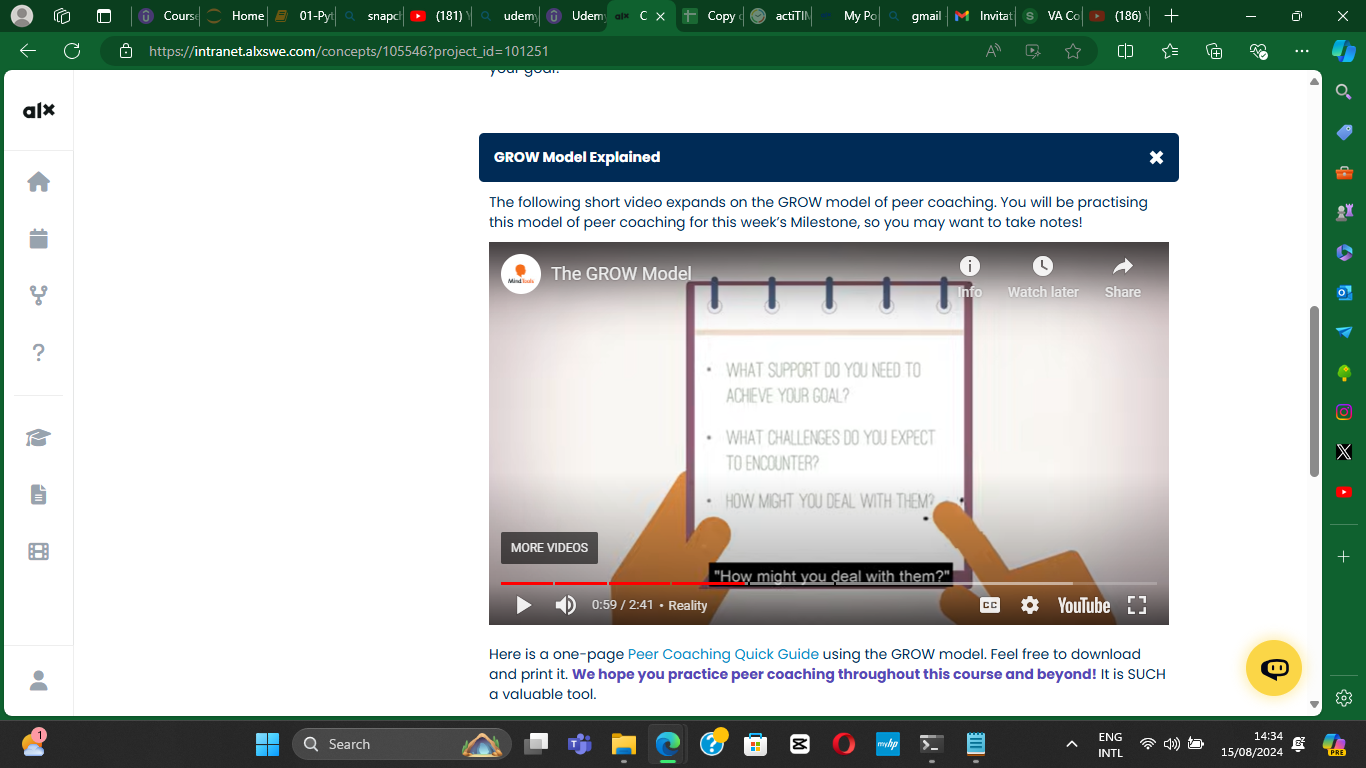 Course
Home
01-Pyt
snapch
(181) Y
udem
Udem
C
Copy o
actiTIM
My Po
gmail
Invitat
VA Co
(186) Y
https://intranet.alxswe.com/concepts/105546?project_id=101251
your goal.
alx
GROW Model Explained
The following short video expands on the GROW model of peer coaching. You will be practising
this model of peer coaching for this week's Milestone, so you may want to take notes!
MindTools
The GROW Model
Info
Watch later
Share
• WHAT SUPPORT DO YOU NEED TO
ACHIEVE YOUR GOAL?
• WHAT CHALLENGES DO YOU EXPECT
TO ENCOUNTER?
• HOW MIGHT YOU DEAL WITH THEM?
MORE VIDEOS
"How might you deal with them?"
0:59 / 2:41 • Reality
CC
YouTube
Here is a one-page Peer Coaching Quick Guide using the GROW model. Feel free to download
and print it. We hope you practice peer coaching throughout this course and beyond! It is SUCH
a valuable tool.
1
Search
myhp
ENG
INTL
14:34
15/08/2024
PRE